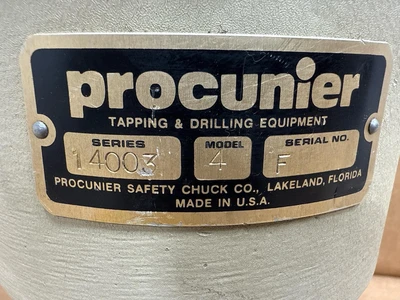 procunier
TAPPING & DRILLING EQUIPMENT
SERIES MODEL SERIAL NO.
14003 4 F
PROCUNIER SAFETY CHUCK CO., LAKELAND, FLORIDA
MADE IN U.S.A.